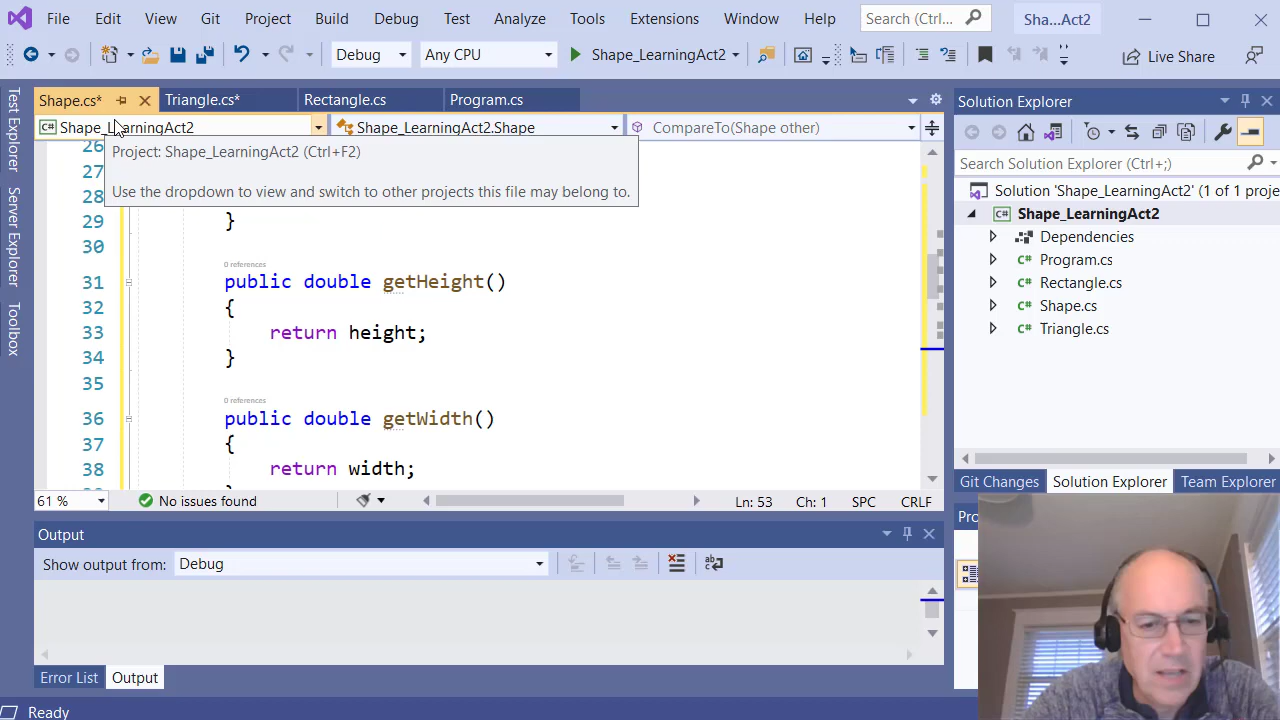 File Edit View Git Project Build Debug Test Analyze Tools Extensions Window Help Search (Ctrl... Sha...Act2
Debug Any CPU Shape_LearningAct2 Live Share
Test Explorer
Server Explorer
Toolbox
Shape.cs* Triangle.cs* Rectangle.cs Program.cs
Shape_LearningAct2 Shape_LearningAct2.Shape CompareTo(Shape other)
Project: Shape_LearningAct2 (Ctrl+F2)
Use the dropdown to view and switch to other projects this file may belong to.
26
27
28
29 }
30
0 references
31 public double getHeight()
32 {
33 return height;
34 }
35
0 references
36 public double getWidth()
37 {
38 return width;
61 % No issues found Ln: 53 Ch: 1 SPC CRLF
Output
Show output from: Debug
Error List Output
Ready
Solution Explorer
Search Solution Explorer (Ctrl+;)
Solution 'Shape_LearningAct2' (1 of 1 proje
C# Shape_LearningAct2
Dependencies
C# Program.cs
C# Rectangle.cs
C# Shape.cs
C# Triangle.cs
Git Changes Solution Explorer Team Explorer
Pro